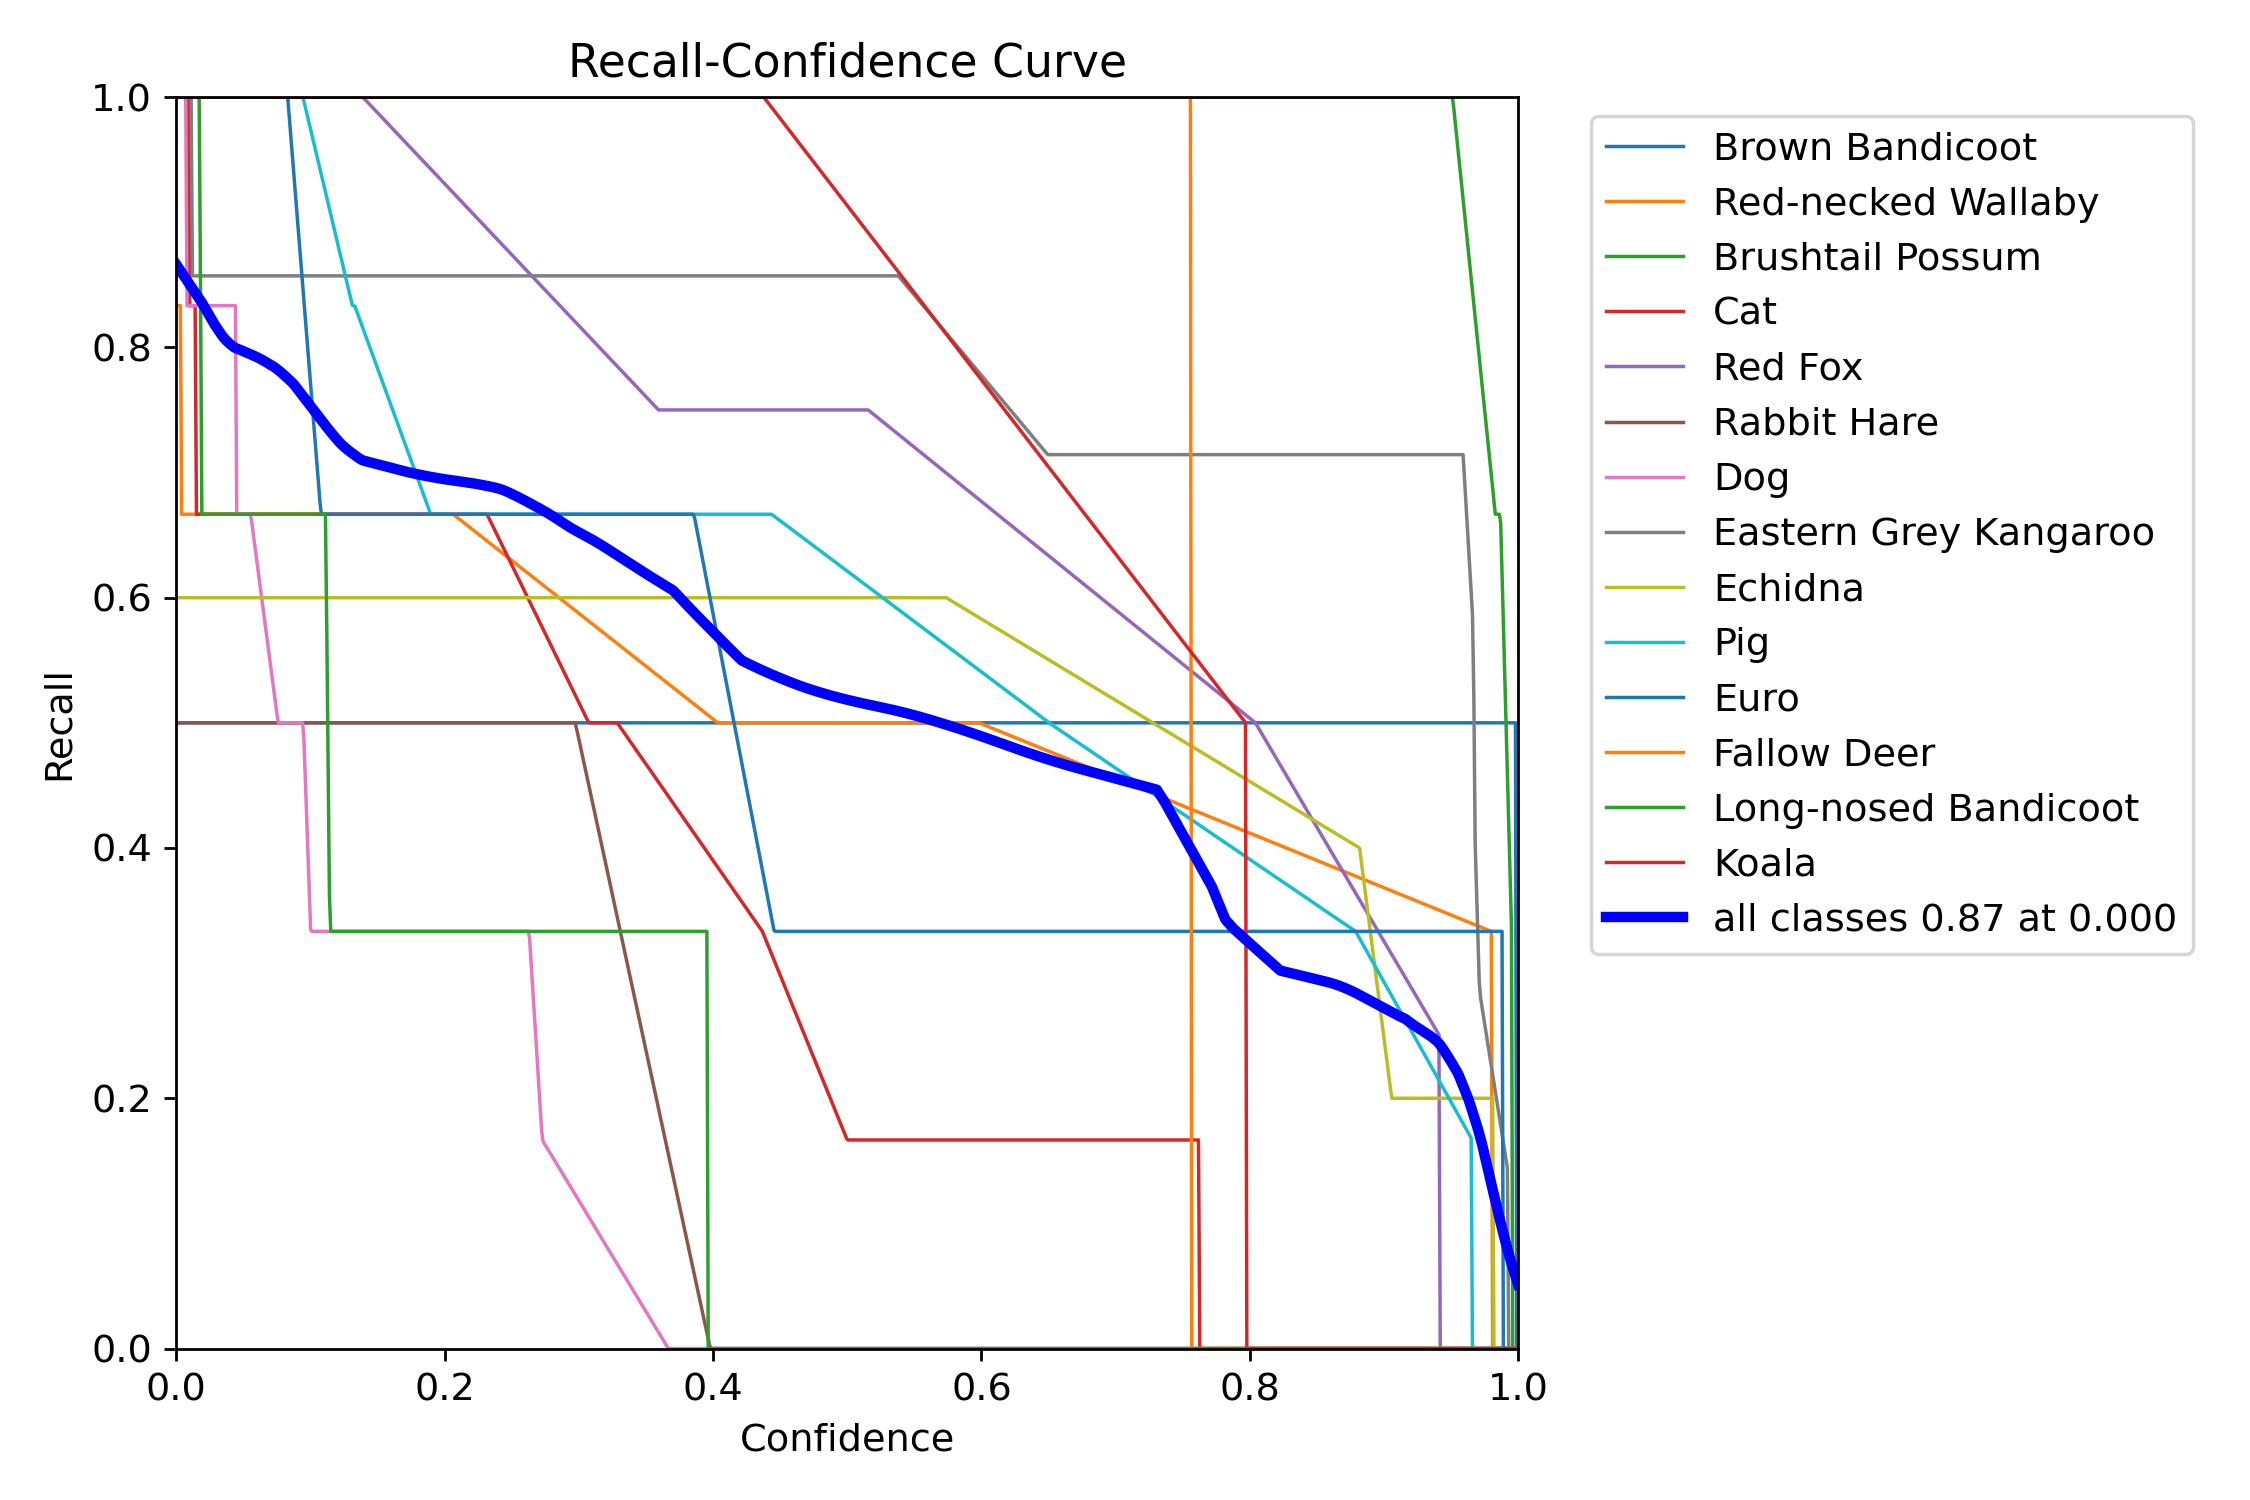 Recall-Confidence Curve
1.0
0.8
0.6
0.4
0.2
0.0
Recall
0.0 0.2 0.4 0.6 0.8 1.0
Confidence
Brown Bandicoot
Red-necked Wallaby
Brushtail Possum
Cat
Red Fox
Rabbit Hare
Dog
Eastern Grey Kangaroo
Echidna
Pig
Euro
Fallow Deer
Long-nosed Bandicoot
Koala
all classes 0.87 at 0.000